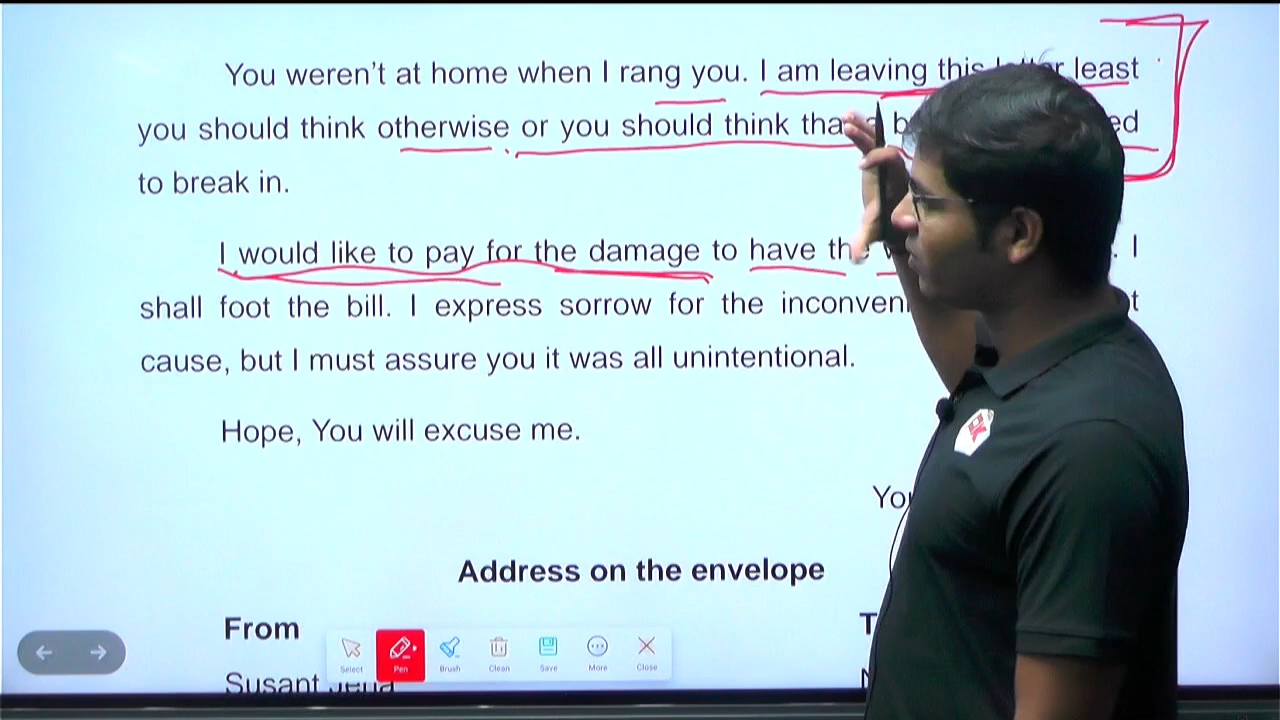 You weren't at home when I rang you. I am leaving this least
you should think otherwise or you should think
to break in.
I would like to pay for the damage to have the I
shall foot the bill. I express sorrow for the
cause, but I must assure you it was all unintentional.
Hope, You will excuse me.
Address on the envelope
From
Susant
Select Pen Brush Clean Save More Close